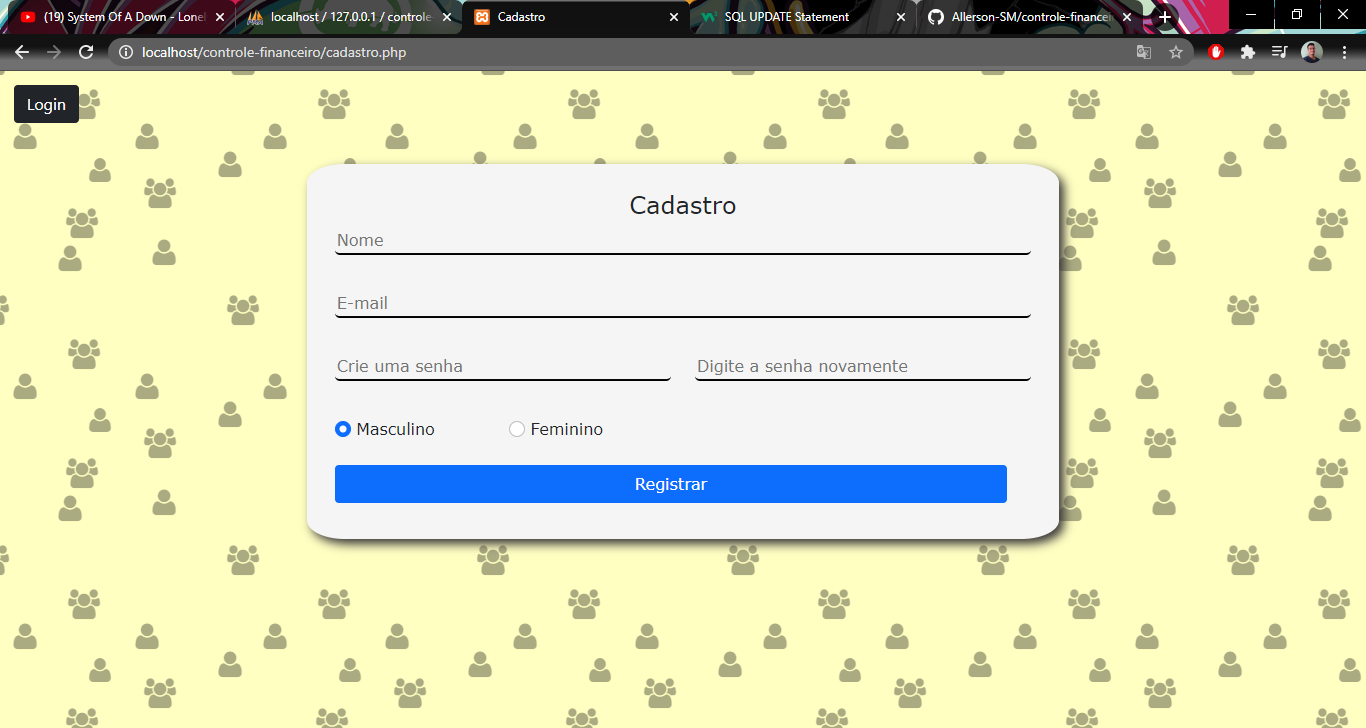 (19) System Of A Down - Lonel
localhost / 127.0.0.1 / controle
Cadastro
SQL UPDATE Statement
Allerson-SM/controle-financeir
localhost/controle-financeiro/cadastro.php
Login
Cadastro
Nome
E-mail
Crie uma senha
Digite a senha novamente
Masculino
Feminino
Registrar